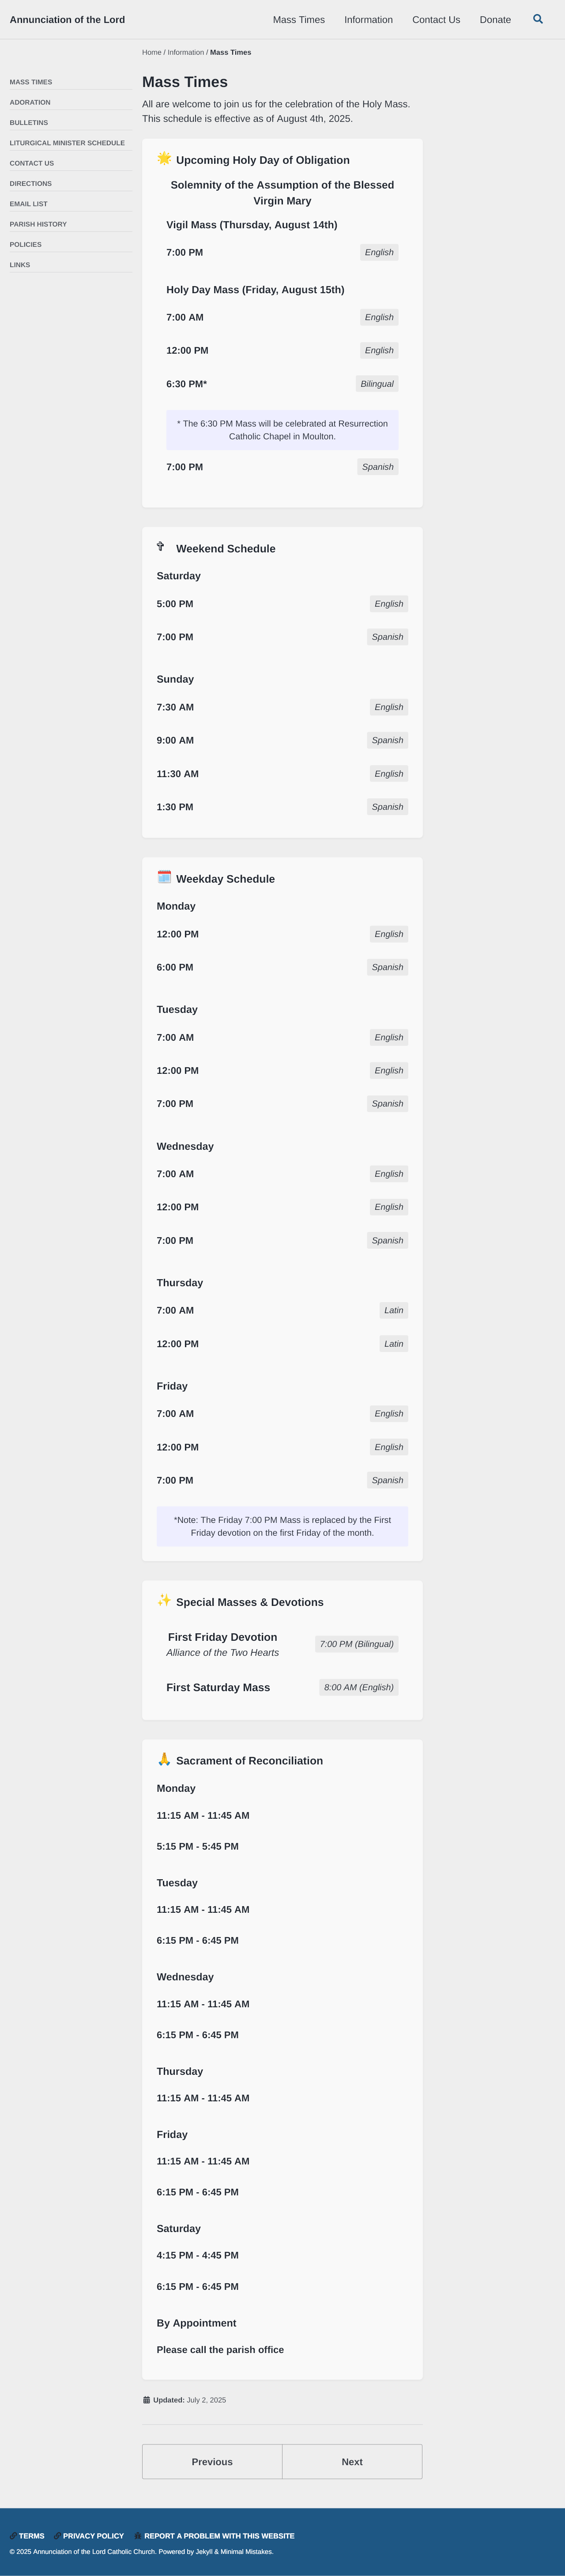 Annunciation of the Lord
Mass Times Information Contact Us Donate
Home / Information / Mass Times
MASS TIMES
ADORATION
BULLETINS
LITURGICAL MINISTER SCHEDULE
CONTACT US
DIRECTIONS
EMAIL LIST
PARISH HISTORY
POLICIES
LINKS
Mass Times
All are welcome to join us for the celebration of the Holy Mass.
This schedule is effective as of August 4th, 2025.
🌟 Upcoming Holy Day of Obligation
Solemnity of the Assumption of the Blessed
Virgin Mary
Vigil Mass (Thursday, August 14th)
7:00 PM English
Holy Day Mass (Friday, August 15th)
7:00 AM English
12:00 PM English
6:30 PM* Bilingual
* The 6:30 PM Mass will be celebrated at Resurrection
Catholic Chapel in Moulton.
7:00 PM Spanish
✞ Weekend Schedule
Saturday
5:00 PM English
7:00 PM Spanish
Sunday
7:30 AM English
9:00 AM Spanish
11:30 AM English
1:30 PM Spanish
🗓️ Weekday Schedule
Monday
12:00 PM English
6:00 PM Spanish
Tuesday
7:00 AM English
12:00 PM English
7:00 PM Spanish
Wednesday
7:00 AM English
12:00 PM English
7:00 PM Spanish
Thursday
7:00 AM Latin
12:00 PM Latin
Friday
7:00 AM English
12:00 PM English
7:00 PM Spanish
*Note: The Friday 7:00 PM Mass is replaced by the First
Friday devotion on the first Friday of the month.
✨ Special Masses & Devotions
First Friday Devotion
Alliance of the Two Hearts
7:00 PM (Bilingual)
First Saturday Mass 8:00 AM (English)
🙏 Sacrament of Reconciliation
Monday
11:15 AM - 11:45 AM
5:15 PM - 5:45 PM
Tuesday
11:15 AM - 11:45 AM
6:15 PM - 6:45 PM
Wednesday
11:15 AM - 11:45 AM
6:15 PM - 6:45 PM
Thursday
11:15 AM - 11:45 AM
Friday
11:15 AM - 11:45 AM
6:15 PM - 6:45 PM
Saturday
4:15 PM - 4:45 PM
6:15 PM - 6:45 PM
By Appointment
Please call the parish office
Updated: July 2, 2025
Previous Next
TERMS PRIVACY POLICY REPORT A PROBLEM WITH THIS WEBSITE
© 2025 Annunciation of the Lord Catholic Church. Powered by Jekyll & Minimal Mistakes.